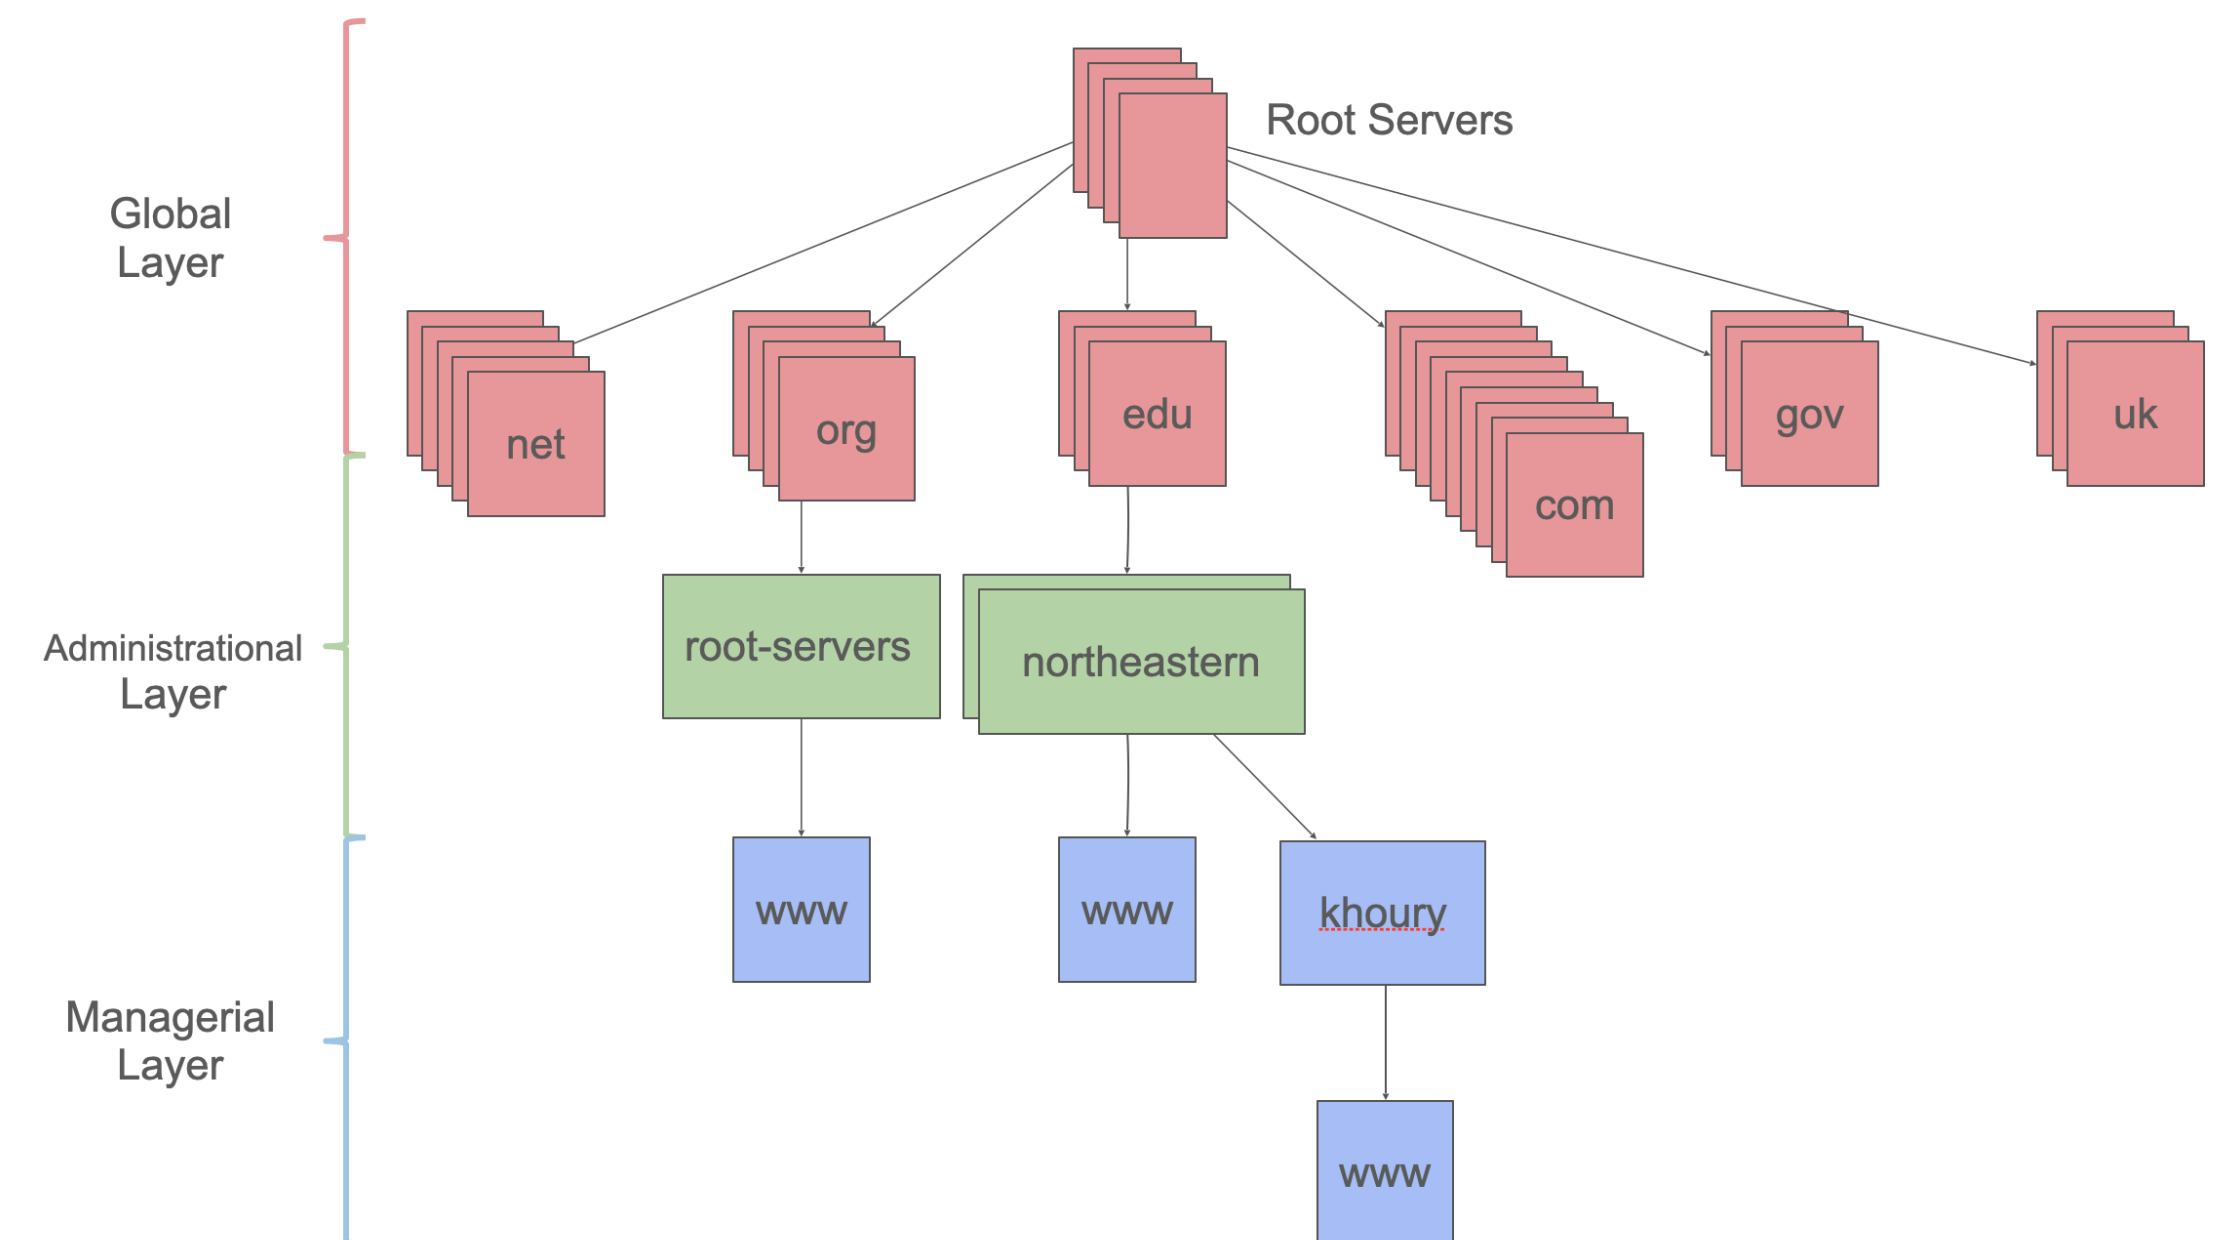 Root Servers
Global
Layer
net
org
edu
com
gov
uk
Administrational
Layer
root-servers
northeastern
www
www
khoury
Managerial
Layer
www